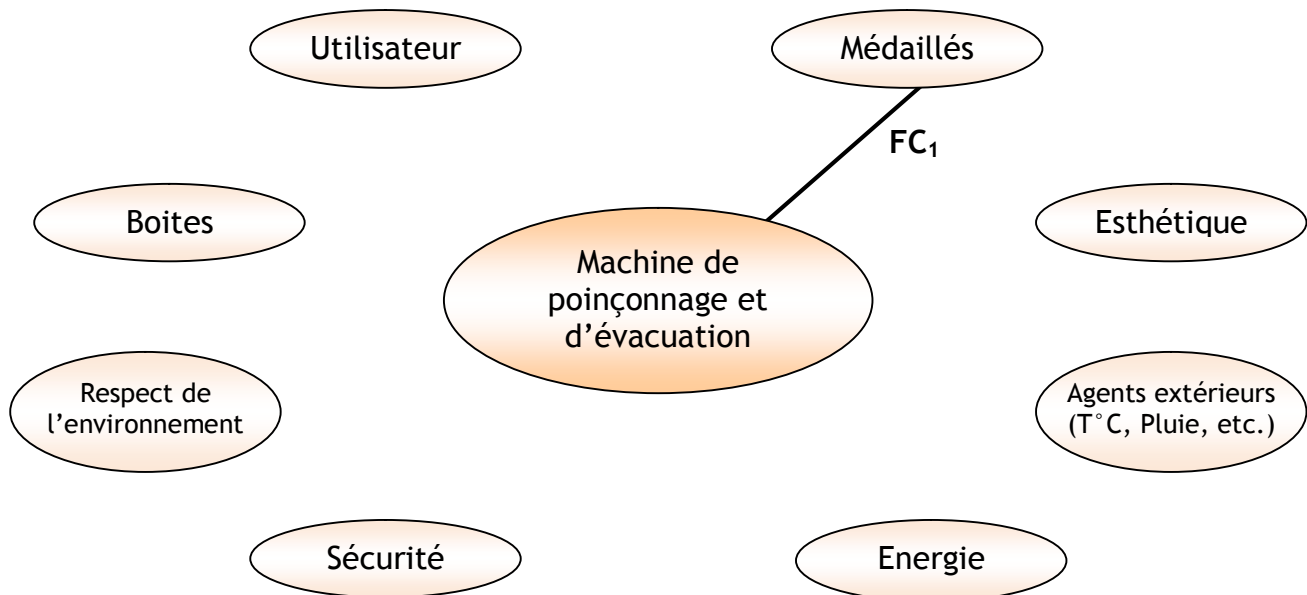 Utilisateur
Médaillés
FC₁
Boites
Esthétique
Machine de
poinçonnage et
d’évacuation
Respect de
l’environnement
Agents extérieurs
(T°C, Pluie, etc.)
Sécurité
Energie